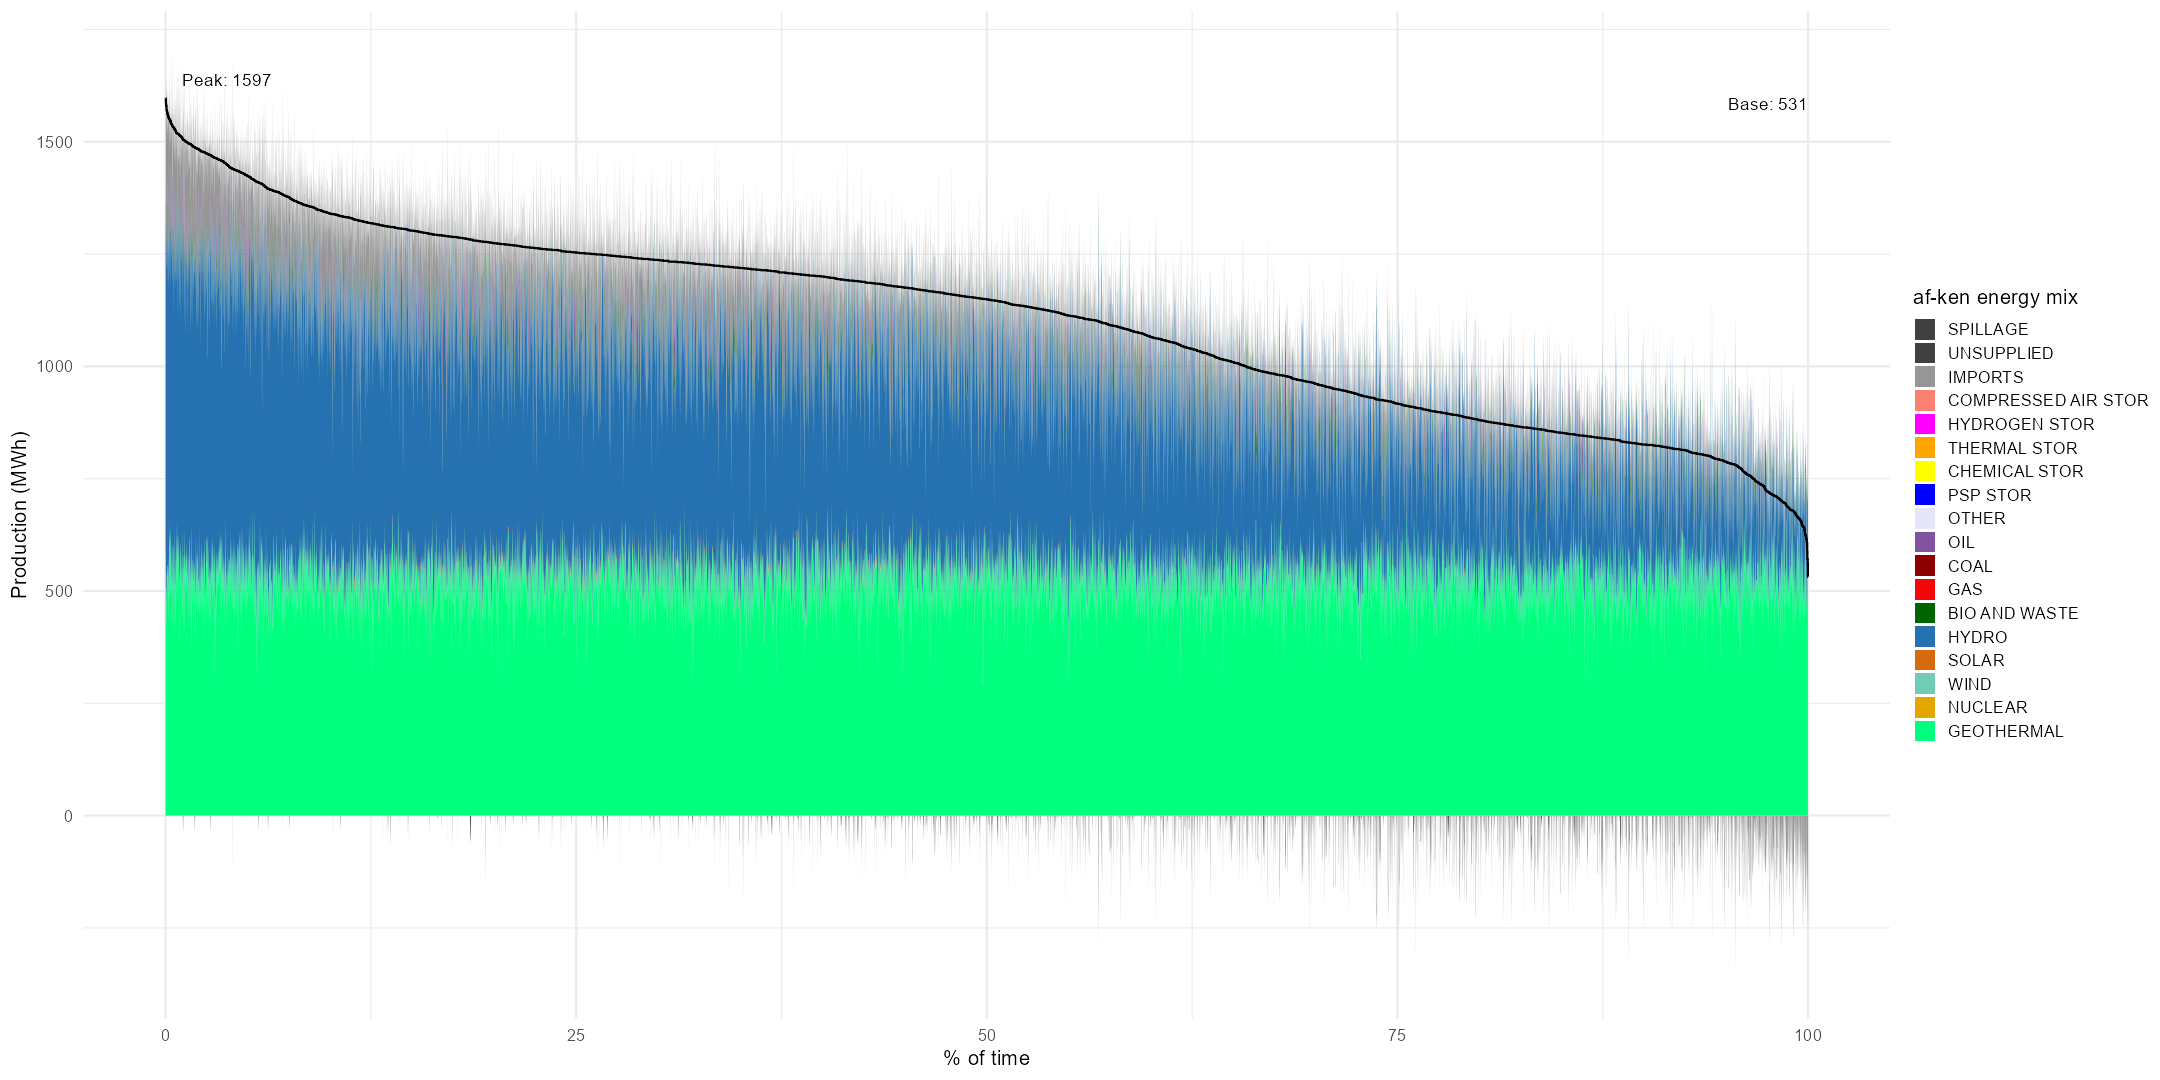 Peak: 1597
Base: 531
1500
1000
500
0
Production (MWh)
0
25
50
75
100
% of time
af-ken energy mix
SPILLAGE
UNSUPPLIED
IMPORTS
COMPRESSED AIR STOR
HYDROGEN STOR
THERMAL STOR
CHEMICAL STOR
PSP STOR
OTHER
OIL
COAL
GAS
BIO AND WASTE
HYDRO
SOLAR
WIND
NUCLEAR
GEOTHERMAL